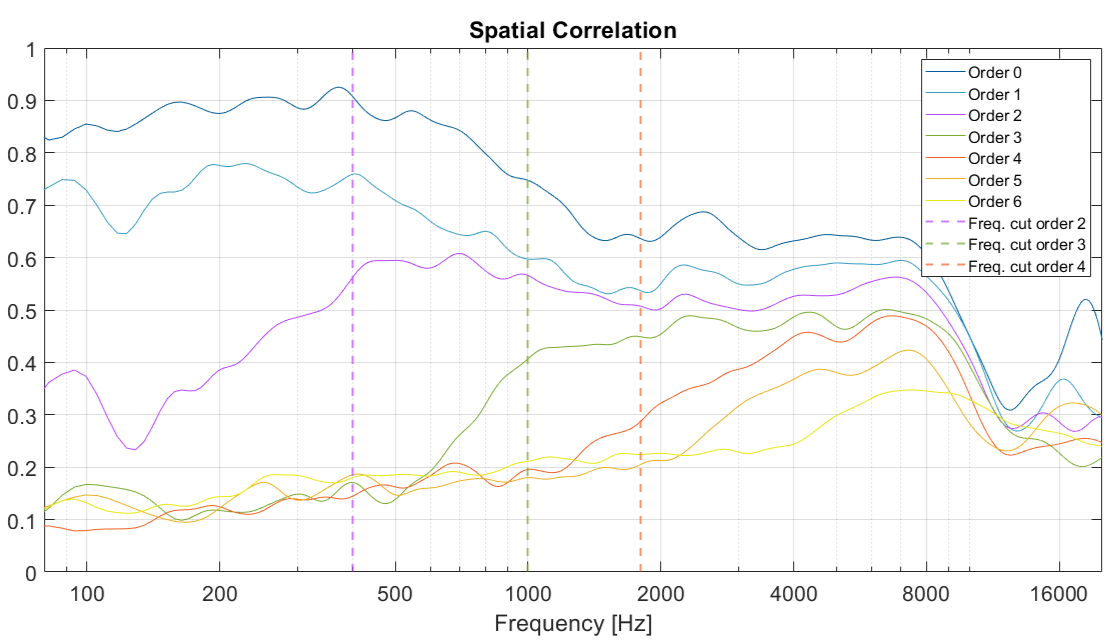 Spatial Correlation
1
0.9
0.8
0.7
0.6
0.5
0.4
0.3
0.2
0.1
0
Order 0
Order 1
Order 2
Order 3
Order 4
Order 5
Order 6
Freq. cut order 2
Freq. cut order 3
Freq. cut order 4
100 200 500 1000 2000 4000 8000 16000
Frequency [Hz]